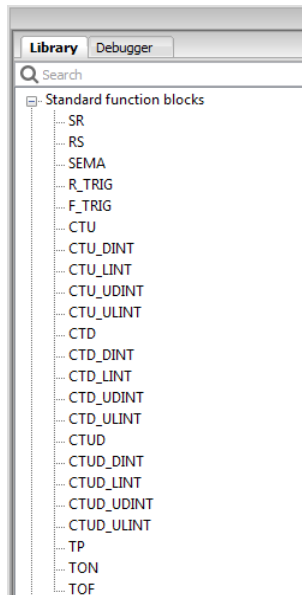 Library Debugger
Search
Standard function blocks
SR
RS
SEMA
R_TRIG
F_TRIG
CTU
CTU_DINT
CTU_LINT
CTU_UDINT
CTU_ULINT
CTD
CTD_DINT
CTD_LINT
CTD_UDINT
CTD_ULINT
CTUD
CTUD_DINT
CTUD_LINT
CTUD_UDINT
CTUD_ULINT
TP
TON
TOF